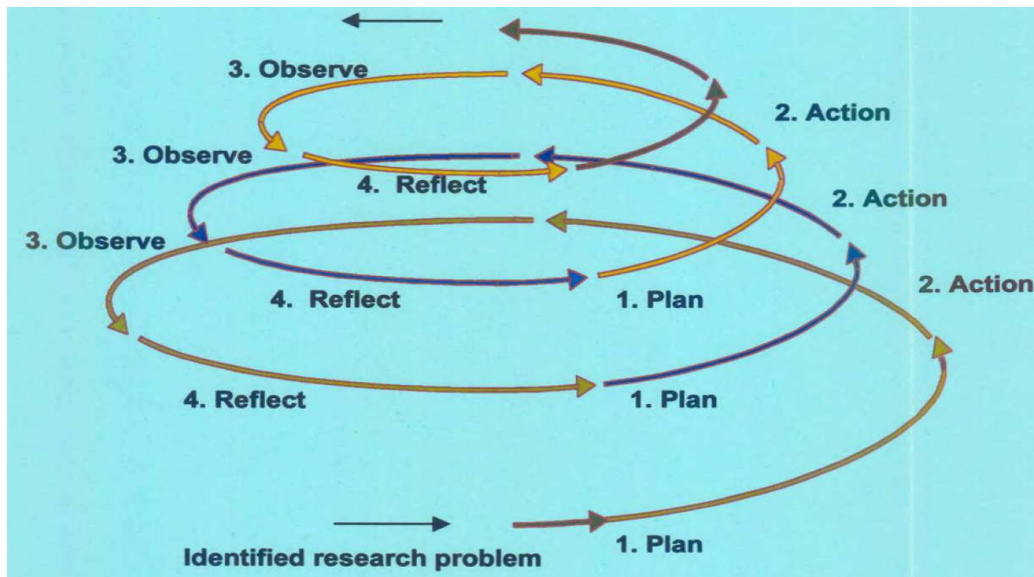 3. Observe
2. Action
3. Observe
4. Reflect
2. Action
3. Observe
4. Reflect
1. Plan
2. Action
4. Reflect
1. Plan
1. Plan
Identified research problem